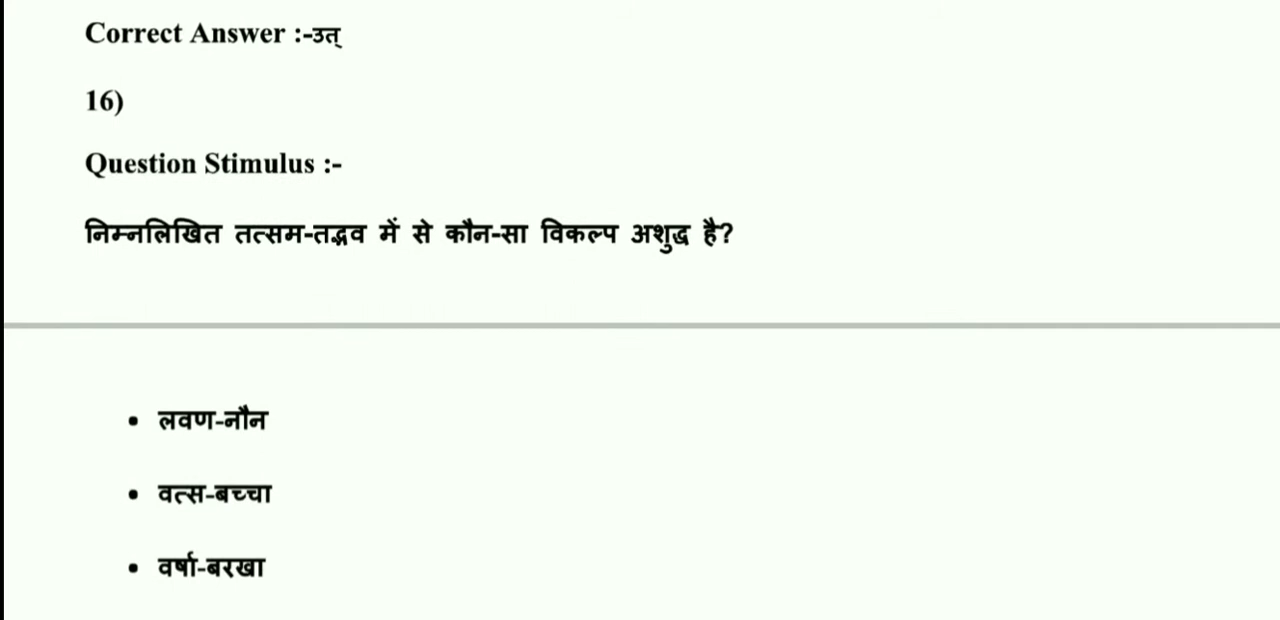 Correct Answer :-उत्
16)
Question Stimulus :-
निम्नलिखित तत्सम-तद्भव में से कौन-सा विकल्प अशुद्ध है?
• लवण-नौन
• वत्स-बच्चा
• वर्षा-बरखा